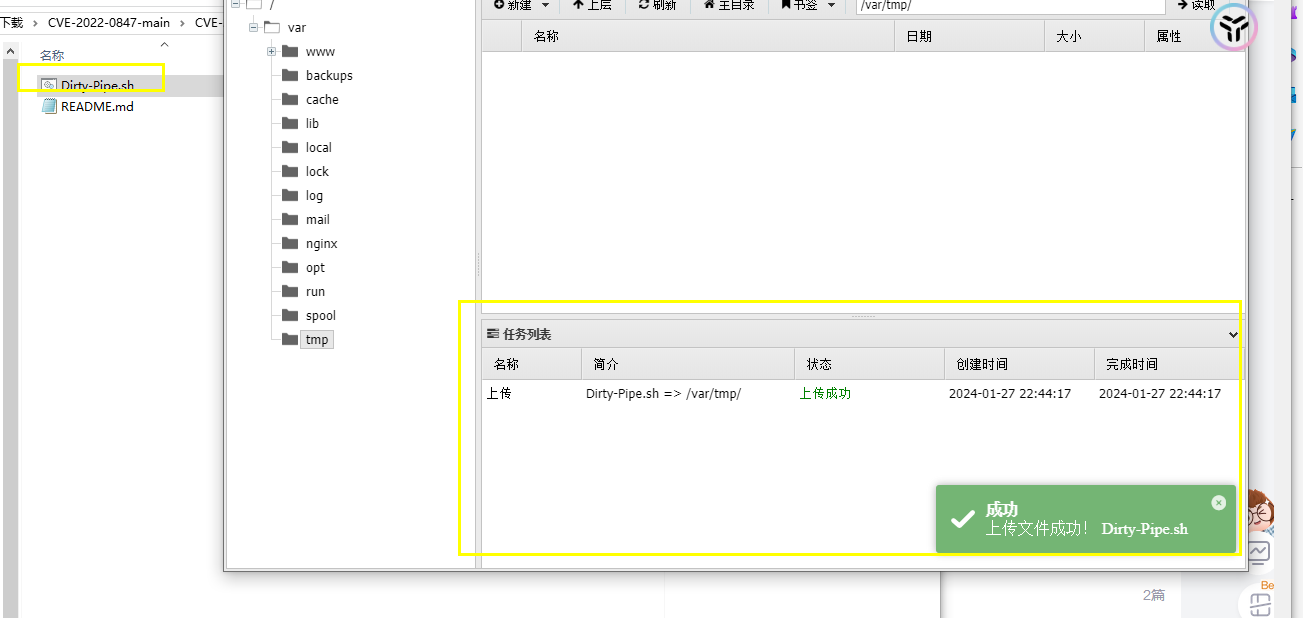 下载 > CVE-2022-0847-main > CVE-
名称
Dirty-Pipe.sh
README.md
/
var
www
backups
cache
lib
local
lock
log
mail
nginx
opt
run
spool
tmp
新建 上层 刷新 主目录 书签 /var/tmp/ 读取
名称 日期 大小 属性
任务列表
名称 简介 状态 创建时间 完成时间
上传 Dirty-Pipe.sh => /var/tmp/ 上传成功 2024-01-27 22:44:17 2024-01-27 22:44:17
成功
上传文件成功! Dirty-Pipe.sh
2篇
Be